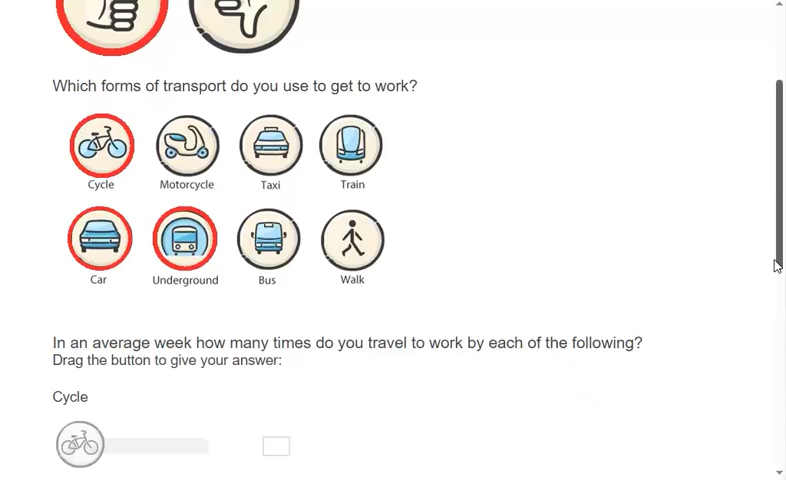 Which forms of transport do you use to get to work?
Cycle Motorcycle Taxi Train
Car Underground Bus Walk
In an average week how many times do you travel to work by each of the following?
Drag the button to give your answer:
Cycle